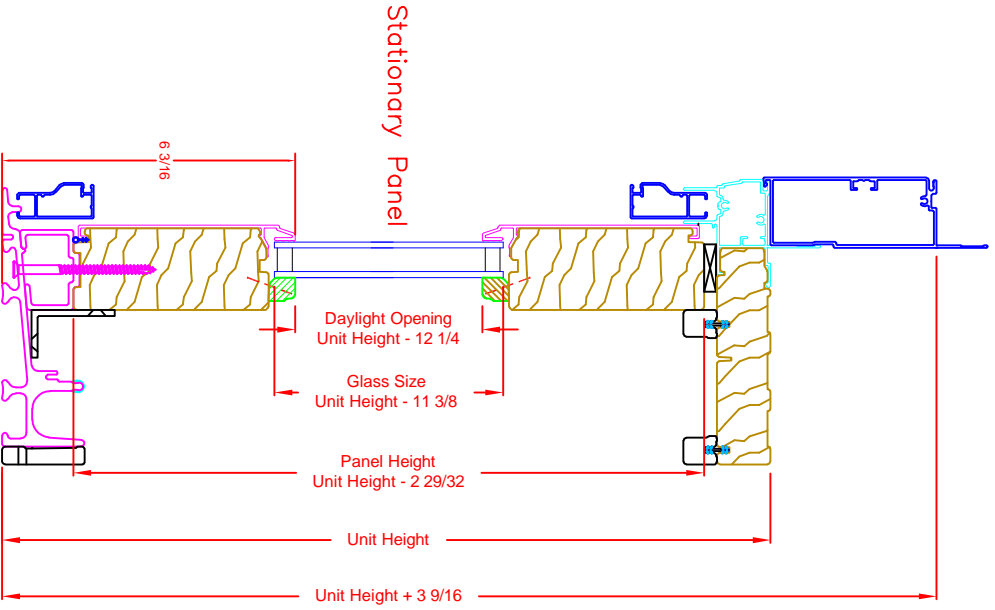 Stationary Panel
6 3/16
Daylight Opening
Unit Height - 12 1/4
Glass Size
Unit Height - 11 3/8
Panel Height
Unit Height - 2 29/32
Unit Height
Unit Height + 3 9/16